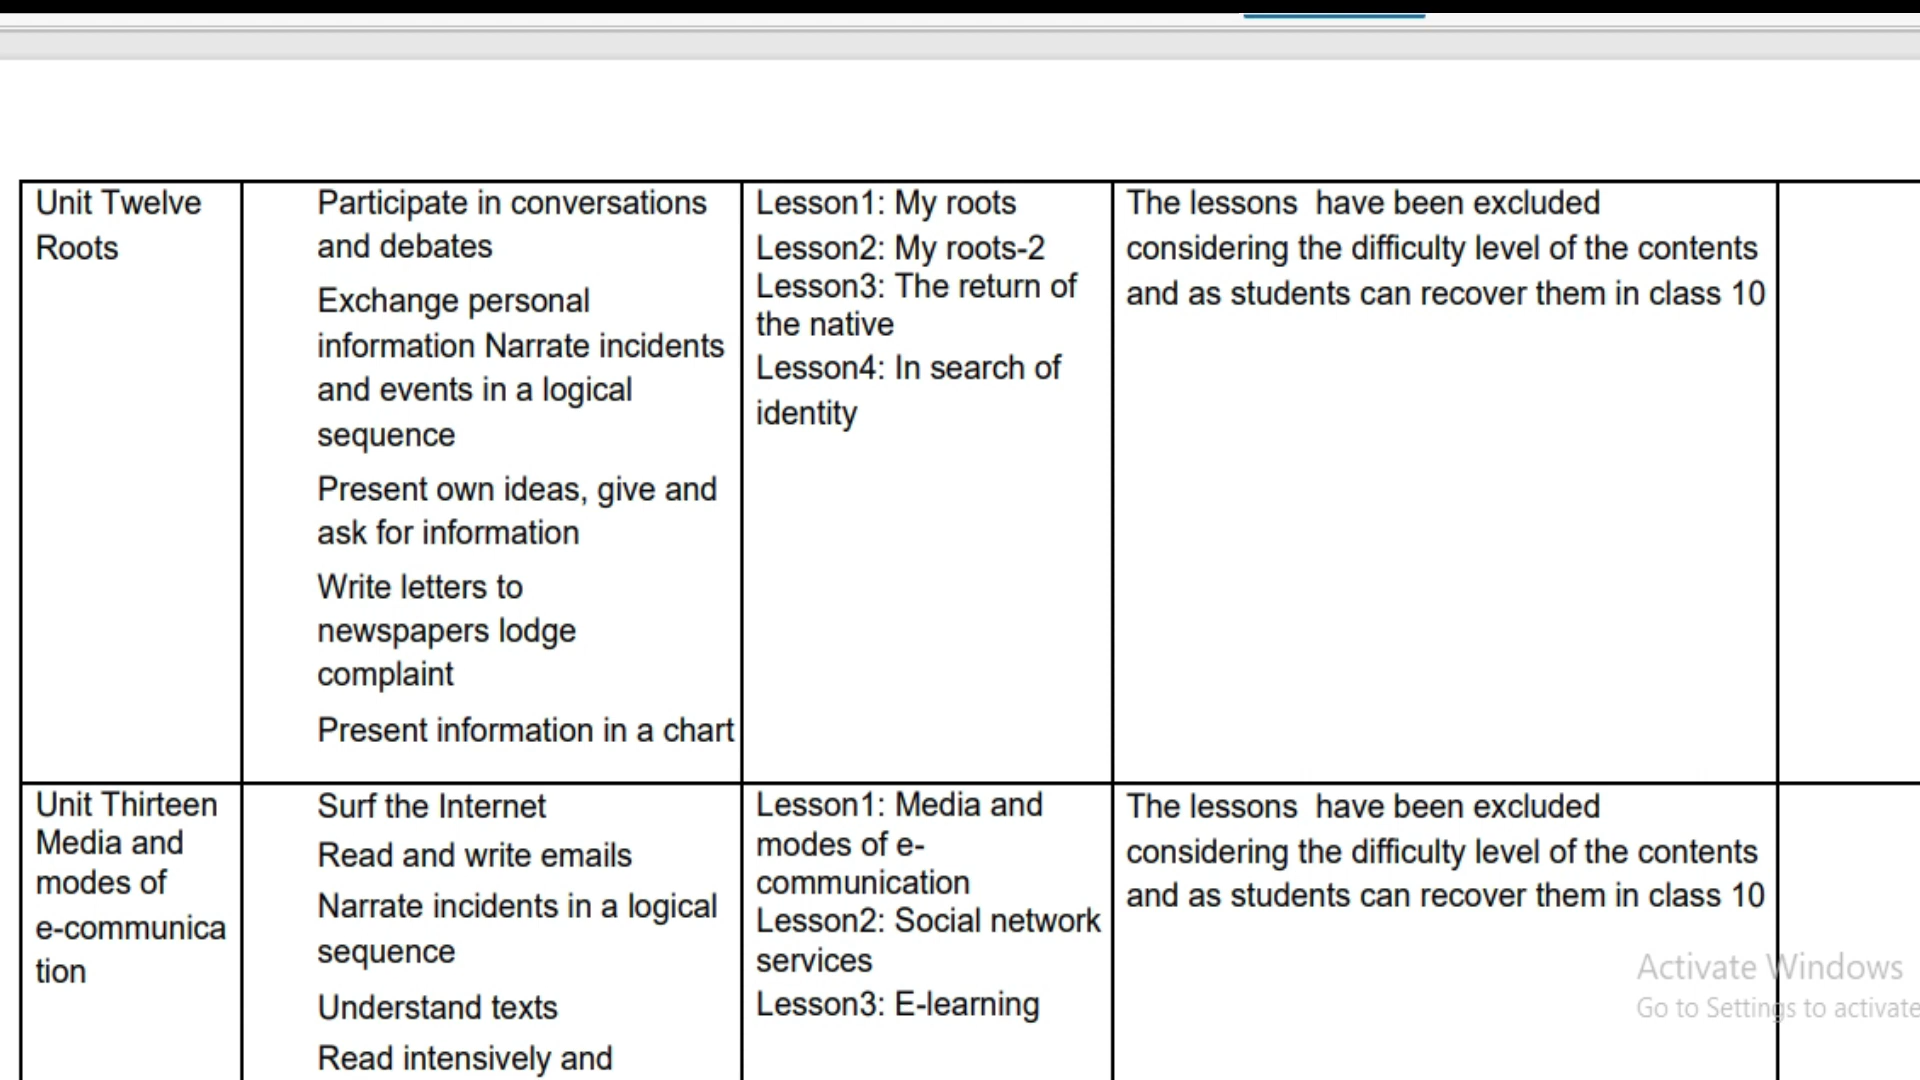 Unit Twelve
Roots
Participate in conversations
and debates
Exchange personal
information Narrate incidents
and events in a logical
sequence
Present own ideas, give and
ask for information
Write letters to
newspapers lodge
complaint
Present information in a chart
Lesson1: My roots
Lesson2: My roots-2
Lesson3: The return of
the native
Lesson4: In search of
identity
The lessons  have been excluded
considering the difficulty level of the contents
and as students can recover them in class 10
Unit Thirteen
Media and
modes of
e-communica
tion
Surf the Internet
Read and write emails
Narrate incidents in a logical
sequence
Understand texts
Read intensively and
Lesson1: Media and
modes of e-
communication
Lesson2: Social network
services
Lesson3: E-learning
The lessons  have been excluded
considering the difficulty level of the contents
and as students can recover them in class 10
Activate Windows
Go to Settings to activate